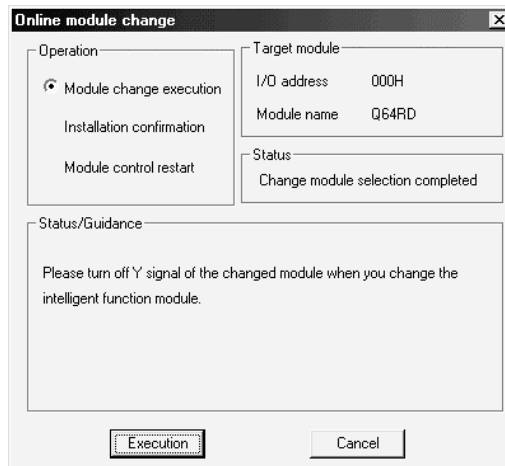 Online module change
Operation
Module change execution
Installation confirmation
Module control restart
Target module
I/O address 000H
Module name Q64RD
Status
Change module selection completed
Status/Guidance
Please turn off Y signal of the changed module when you change the
intelligent function module.
Execution
Cancel